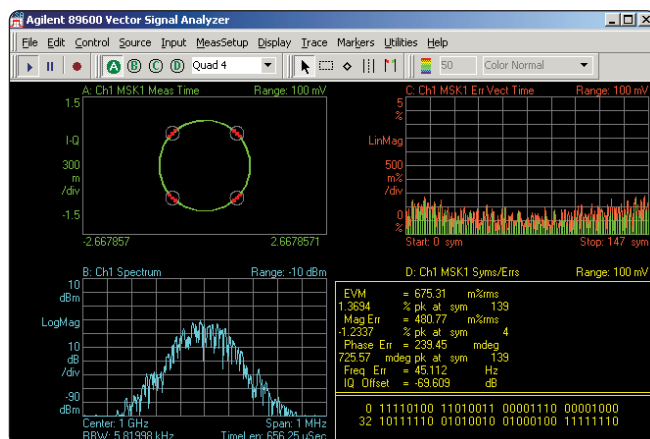 Agilent 89600 Vector Signal Analyzer
File Edit Control Source Input MeasSetup Display Trace Markers Utilities Help
A B C D Quad 4 50 Color Normal
A: Ch1 MSK1 Meas Time Range: 100 mV
1.5
I-Q
300
m
/div
-1.5
-2.667857 2.6678571
C: Ch1 MSK1 Err Vect Time Range: 100 mV
5
%
LinMag
500
m%
/div
0
%
Start: 0 sym Stop: 147 sym
B: Ch1 Spectrum Range: -10 dBm
10
dBm
LogMag
10
dB
/div
-90
dBm
Center: 1 GHz Span: 1 MHz
RBW: 5.81998 kHz TimeLen: 656.25 uSec
D: Ch1 MSK1 Syms/Errs Range: 100 mV
EVM = 675.31 m%rms
1.3694 % pk at sym 139
Mag Err = 480.77 m%rms
-1.2337 % pk at sym 4
Phase Err = 239.45 mdeg
725.57 mdeg pk at sym 139
Freq Err = 45.112 Hz
IQ Offset = -69.609 dB
0 11110100 11010011 00001110 00001000
32 10111110 01010010 01000100 11111110